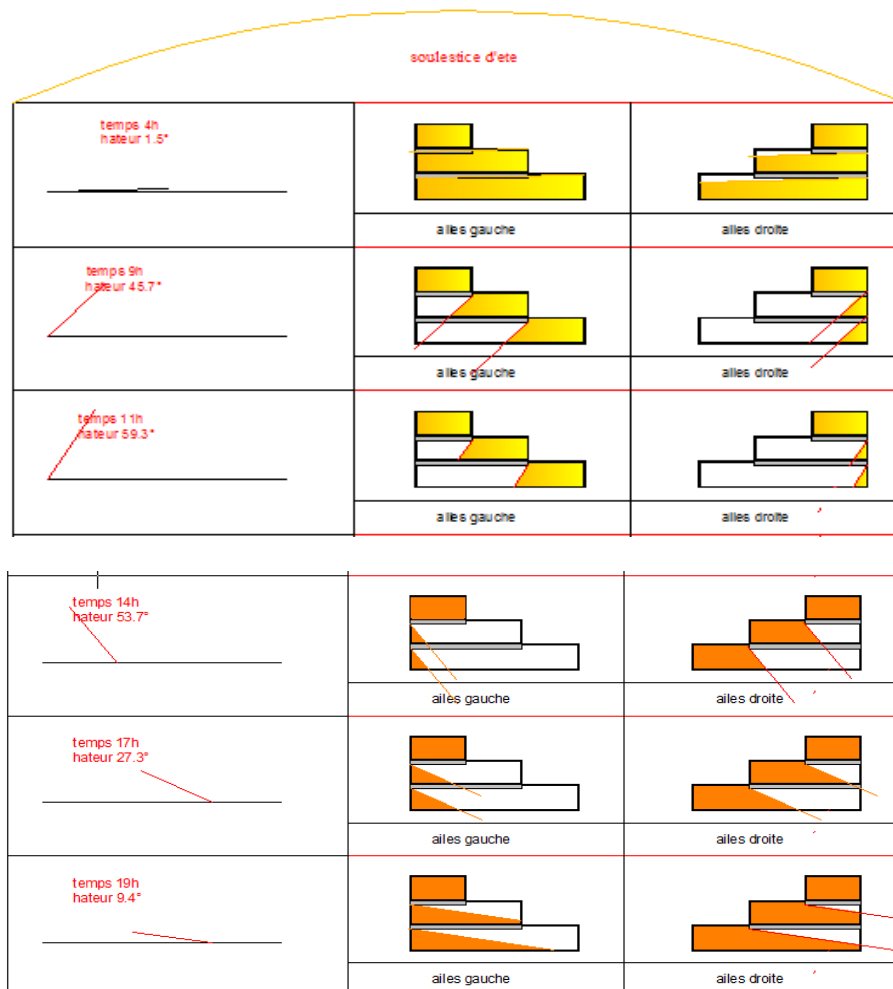 soulestice d'ete
temps 4h
hateur 1.5°
ailes gauche
ailes droite
temps 9h
hateur 45.7°
ailes gauche
ailes droite
temps 11h
hateur 59.3°
ailes gauche
ailes droite
temps 14h
hateur 53.7°
ailes gauche
ailes droite
temps 17h
hateur 27.3°
ailes gauche
ailes droite
temps 19h
hateur 9.4°
ailes gauche
ailes droite